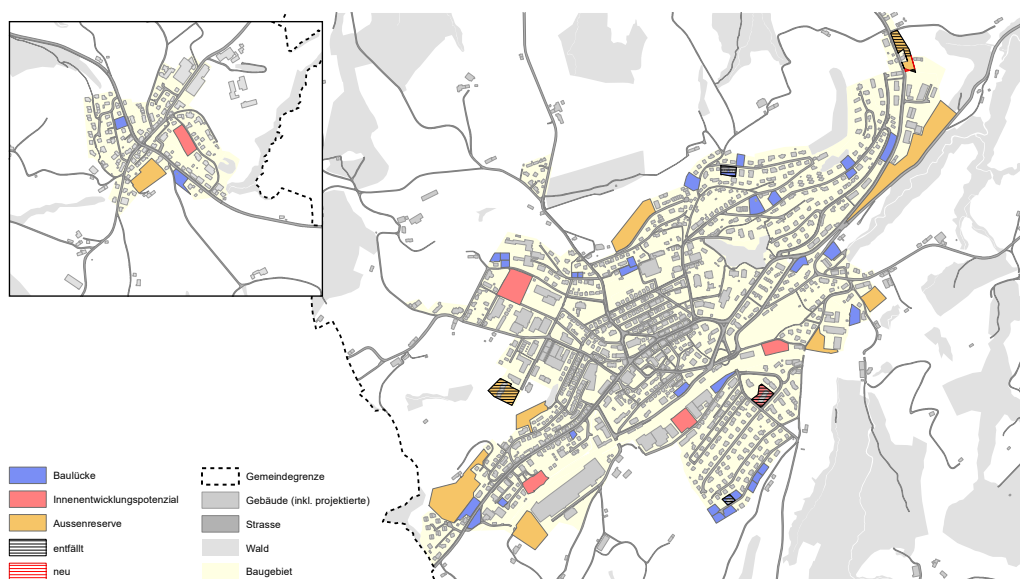 Baulücke
Innenentwicklungspotenzial
Aussenreserve
entfällt
neu
Gemeindegrenze
Gebäude (inkl. projektierte)
Strasse
Wald
Baugebiet